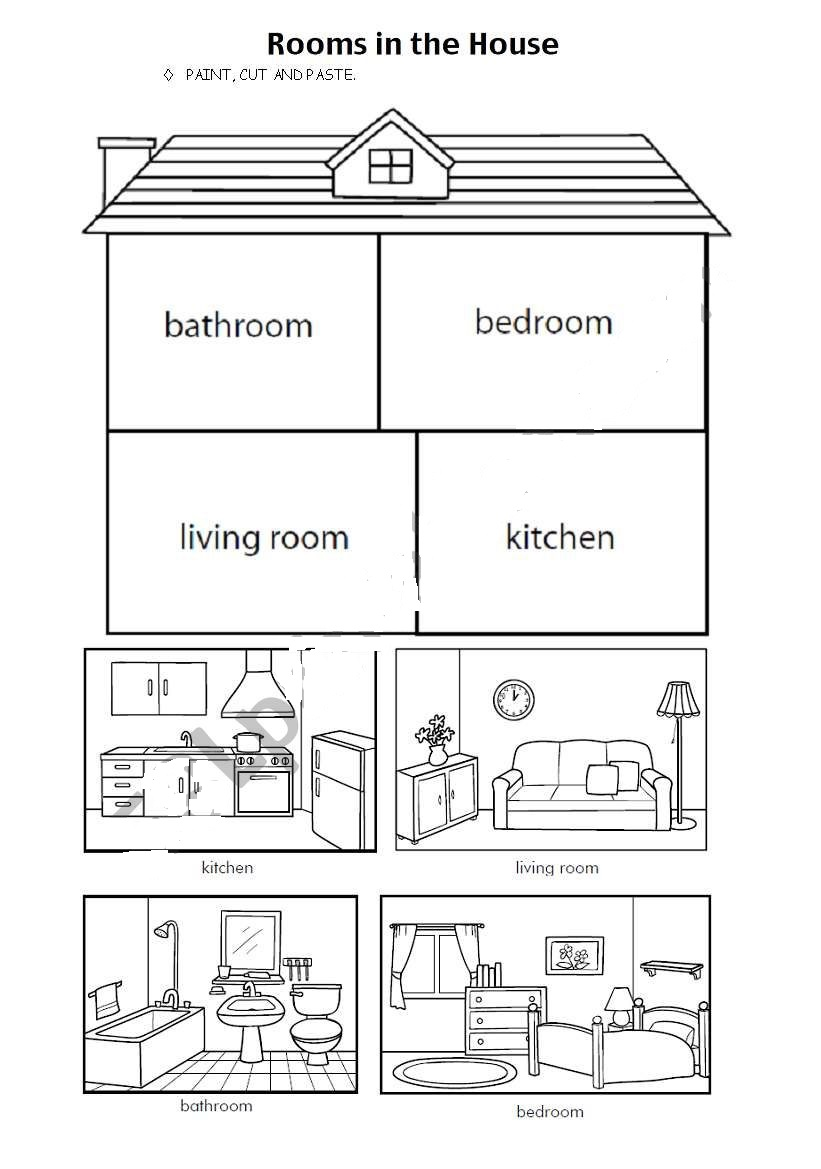 Rooms in the House
◊ PAINT, CUT AND PASTE.
bathroom bedroom
living room kitchen
kitchen living room
bathroom bedroom